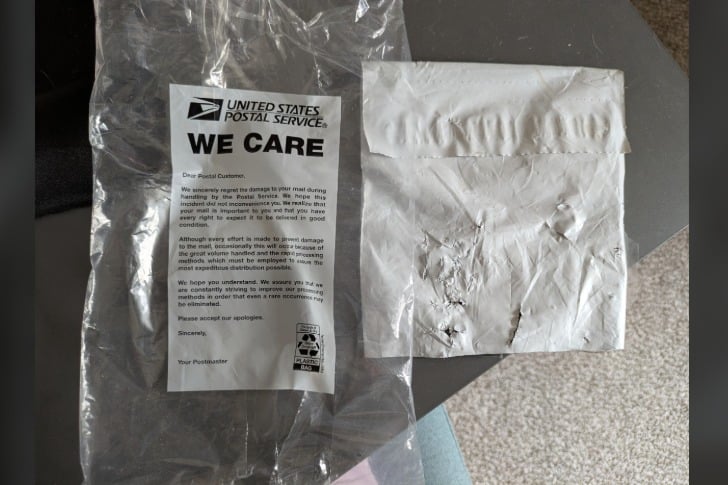 UNITED STATES
POSTAL SERVICE®
WE CARE
Dear Postal Customer,
We sincerely regret the damage to your mail during
handling by the Postal Service. We hope this
incident did not inconvenience you. We realize that
your mail is important to you and that you have
every right to expect it to be delivered in good
condition.
Although every effort is made to prevent damage
to the mail, occasionally this will occur because of
the great volume handled and the rapid processing
methods which must be employed to assure the
most expeditious distribution possible.
We hope you understand. We assure you that we
are constantly striving to improve our processing
methods in order that even a rare occurrence may
be eliminated.
Please accept our apologies.
Sincerely,
Your Postmaster
PLASTIC
BAG